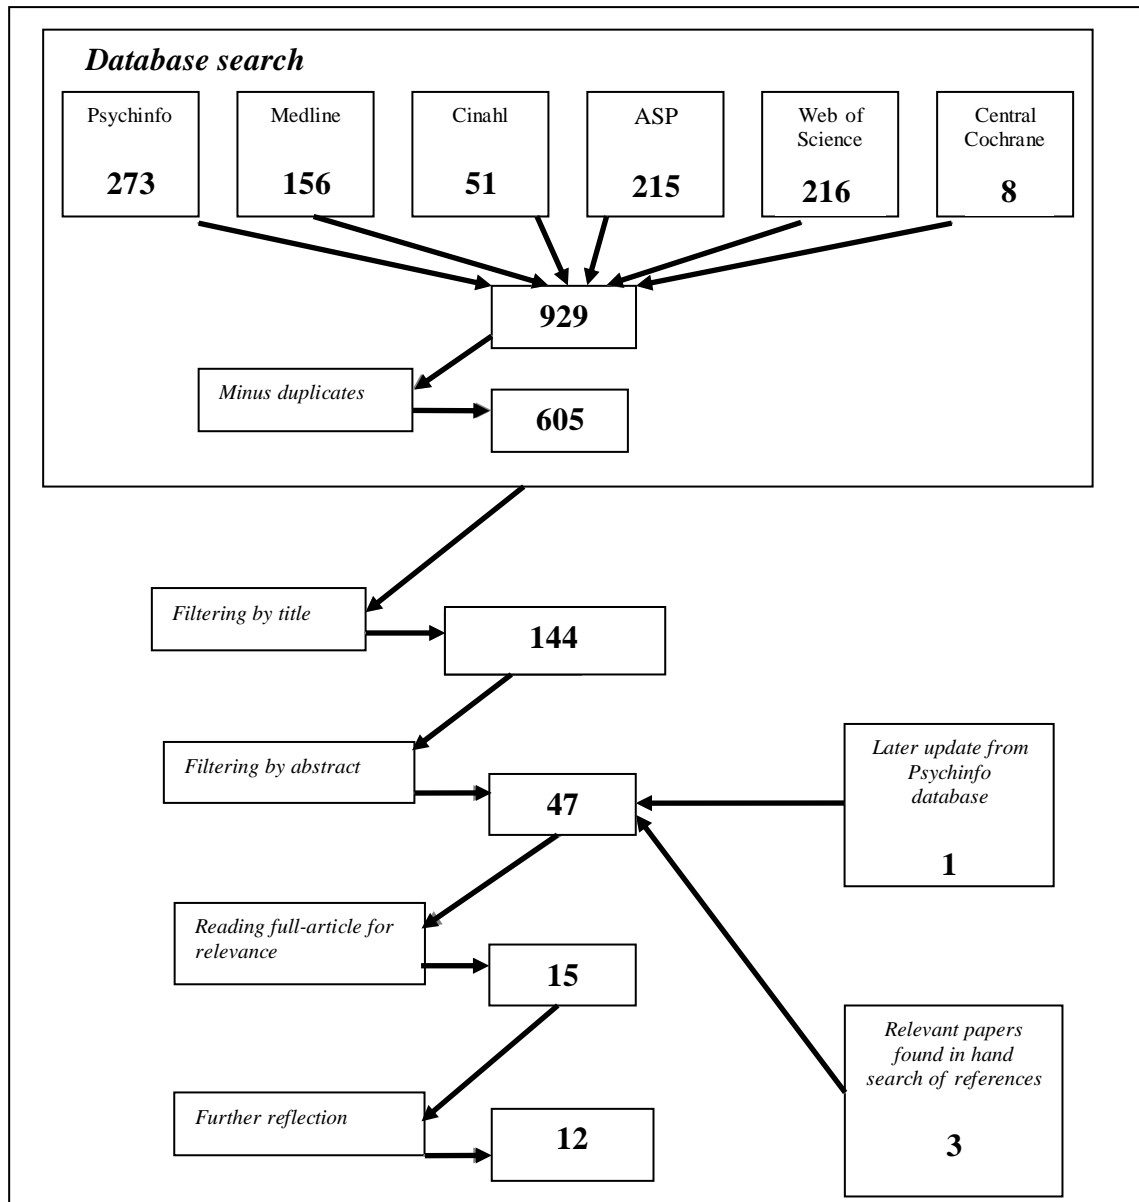 Database search
Psychinfo
273
Medline
156
Cinahl
51
ASP
215
Web of
Science
216
Central
Cochrane
8
929
Minus duplicates
605
Filtering by title
144
Filtering by abstract
47
Later update from
Psychinfo
database
1
Reading full-article for
relevance
15
Relevant papers
found in hand
search of references
3
Further reflection
12